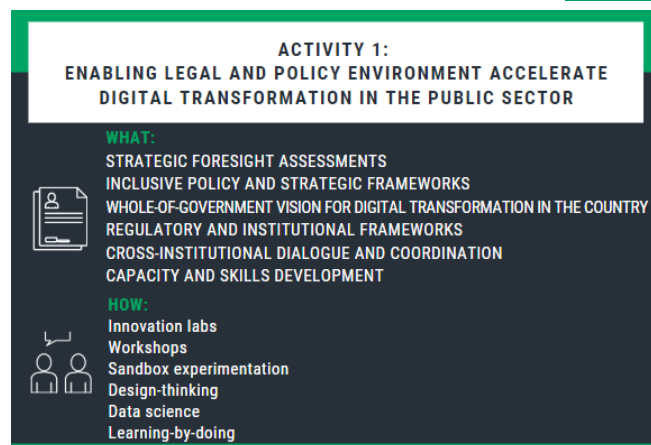 ACTIVITY 1:
ENABLING LEGAL AND POLICY ENVIRONMENT ACCELERATE
DIGITAL TRANSFORMATION IN THE PUBLIC SECTOR
WHAT:
STRATEGIC FORESIGHT ASSESSMENTS
INCLUSIVE POLICY AND STRATEGIC FRAMEWORKS
WHOLE-OF-GOVERNMENT VISION FOR DIGITAL TRANSFORMATION IN THE COUNTRY
REGULATORY AND INSTITUTIONAL FRAMEWORKS
CROSS-INSTITUTIONAL DIALOGUE AND COORDINATION
CAPACITY AND SKILLS DEVELOPMENT
HOW:
Innovation labs
Workshops
Sandbox experimentation
Design-thinking
Data science
Learning-by-doing